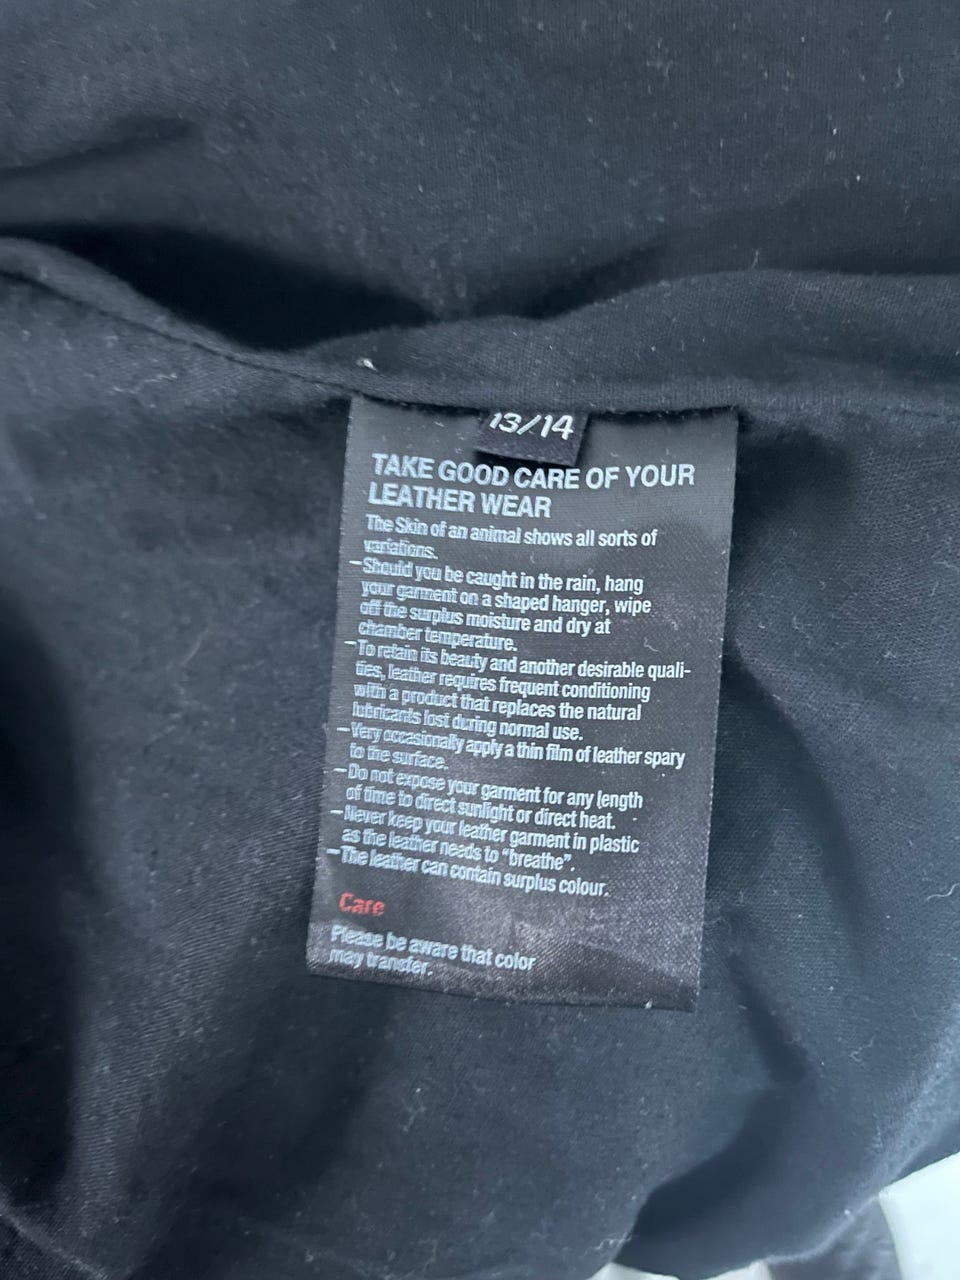 13/14
TAKE GOOD CARE OF YOUR
LEATHER WEAR
The Skin of an animal shows all sorts of
variations.
–Should you be caught in the rain, hang
your garment on a shaped hanger, wipe
off the surplus moisture and dry at
chamber temperature.
–To retain its beauty and another desirable quali-
ties, leather requires frequent conditioning
with a product that replaces the natural
lubricants lost during normal use.
–Very occasionally apply a thin film of leather spary
to the surface.
–Do not expose your garment for any length
of time to direct sunlight or direct heat.
–Never keep your leather garment in plastic
as the leather needs to “breathe”.
–The leather can contain surplus colour.
Care
Please be aware that color
may transfer.